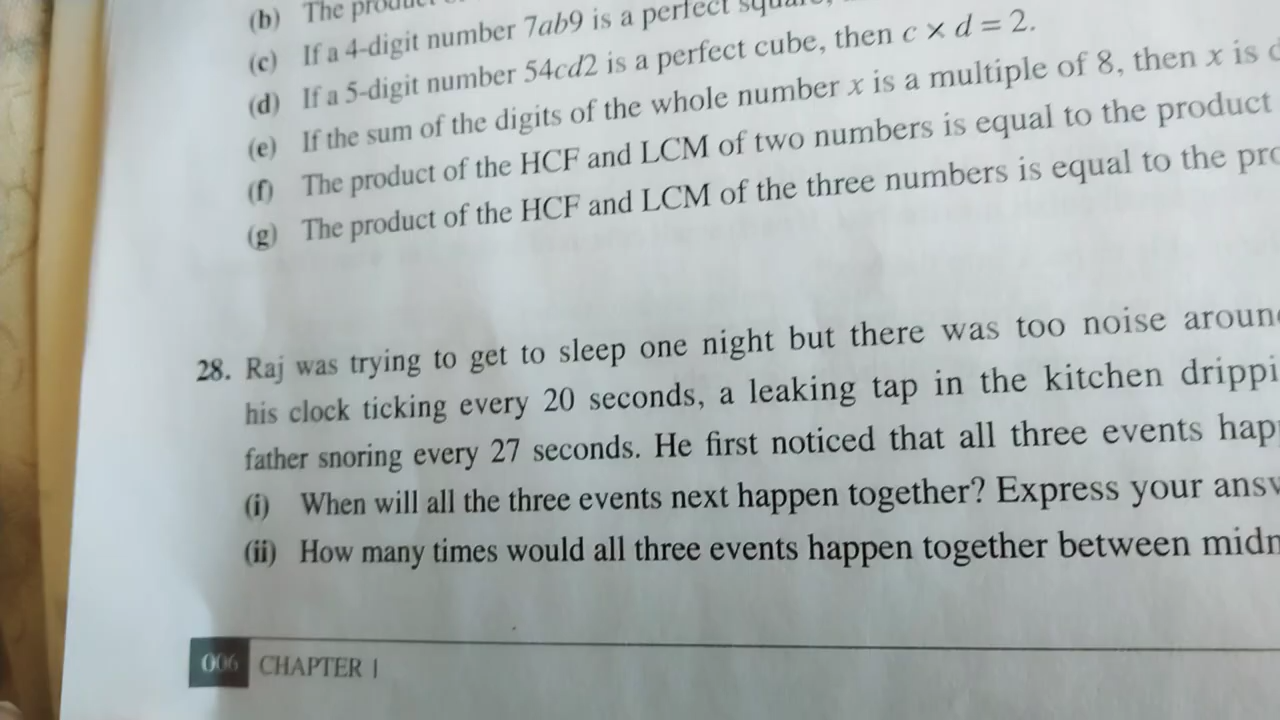 (b) The
(c) If a 4-digit number 7ab9 is a perfect
(d) If a 5-digit number 54cd2 is a perfect cube, then c × d = 2.
(e) If the sum of the digits of the whole number x is a multiple of 8, then x is
(f) The product of the HCF and LCM of two numbers is equal to the product
(g) The product of the HCF and LCM of the three numbers is equal to the
28. Raj was trying to get to sleep one night but there was too noise
his clock ticking every 20 seconds, a leaking tap in the kitchen
father snoring every 27 seconds. He first noticed that all three events
(i) When will all the three events next happen together? Express your
(ii) How many times would all three events happen together between
006 CHAPTER 1